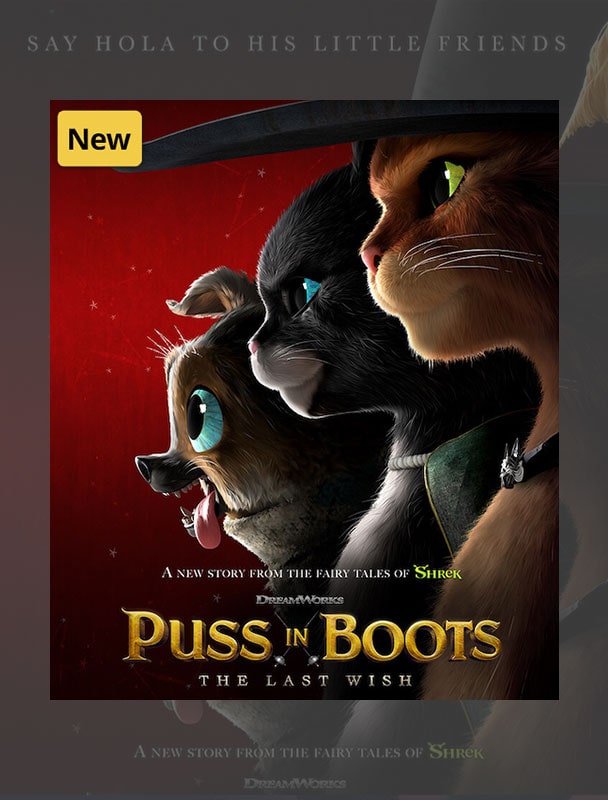 SAY HOLA TO HIS LITTLE FRIENDS
New
A NEW STORY FROM THE FAIRY TALES OF SHREK
DREAMWORKS
PUSS IN BOOTS
THE LAST WISH
A NEW STORY FROM THE FAIRY TALES OF SHREK
DREAMWORKS